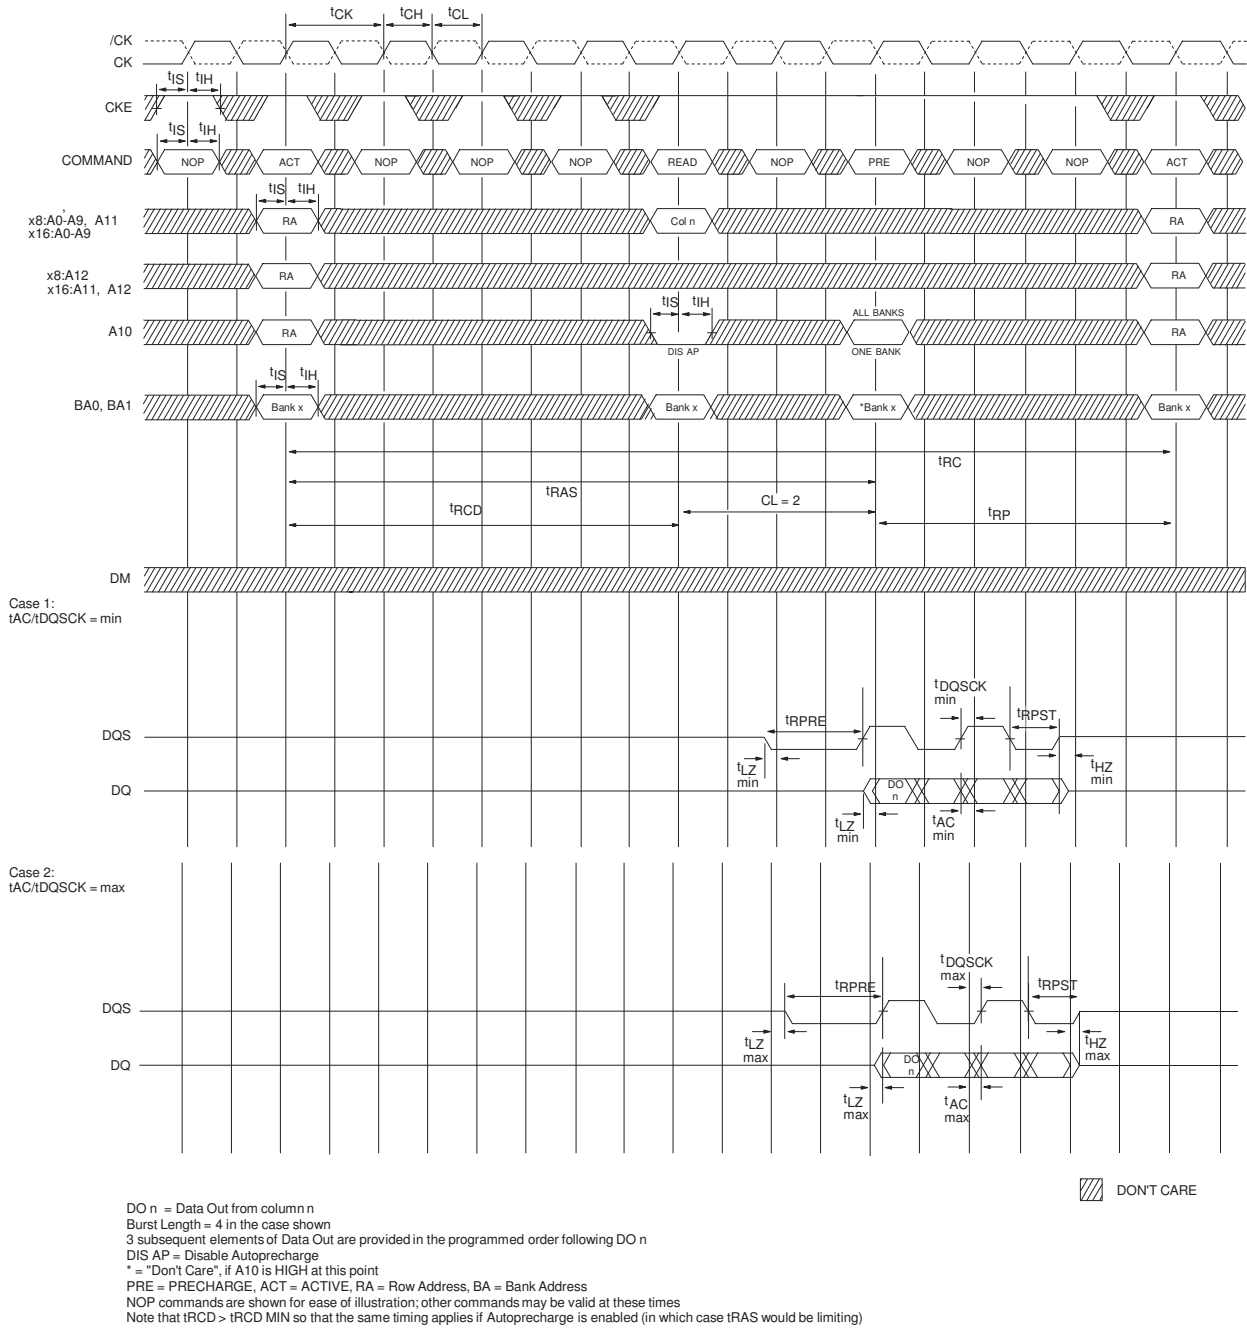 tCK tCH tCL
/CK
CK
tIS tIH
CKE
tIS tIH
COMMAND NOP ACT NOP NOP NOP READ NOP PRE NOP NOP ACT
tIS tIH
,
x8:A0-A9, A11 RA Col n RA
x16:A0-A9
x8:A12 RA RA
x16:A11, A12
tIS tIH ALL BANKS
A10 RA RA
DIS AP ONE BANK
tIS tIH
BA0, BA1 Bank x Bank x *Bank x Bank x
tRC
tRAS
CL = 2
tRCD tRP
DM
Case 1:
tAC/tDQSCK = min
tDQSCK
min
tRPRE tRPST
DQS
tLZ
min
tHZ
min
DQ DO
n
tLZ
min
tAC
min
Case 2:
tAC/tDQSCK = max
tDQSCK
max
tRPRE tRPST
DQS
tLZ
max
tHZ
max
DQ DO
n
tLZ
max
tAC
max
DON'T CARE
DO n = Data Out from column n
Burst Length = 4 in the case shown
3 subsequent elements of Data Out are provided in the programmed order following DO n
DIS AP = Disable Autoprecharge
* = "Don't Care", if A10 is HIGH at this point
PRE = PRECHARGE, ACT = ACTIVE, RA = Row Address, BA = Bank Address
NOP commands are shown for ease of illustration; other commands may be valid at these times
Note that tRCD > tRCD MIN so that the same timing applies if Autoprecharge is enabled (in which case tRAS would be limiting)